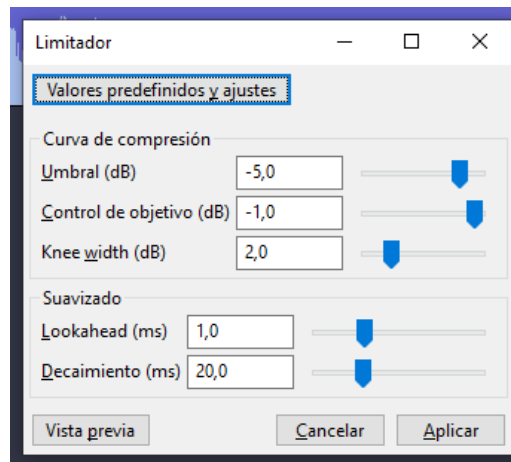 Limitador
Valores predefinidos y ajustes
Curva de compresión
Umbral (dB) -5,0
Control de objetivo (dB) -1,0
Knee width (dB) 2,0
Suavizado
Lookahead (ms) 1,0
Decaimiento (ms) 20,0
Vista previa Cancelar Aplicar